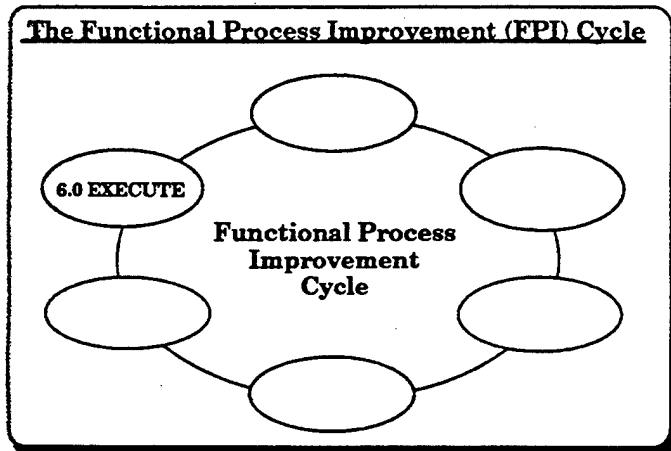 The Functional Process Improvement (FPI) Cycle
6.0 EXECUTE
Functional Process
Improvement
Cycle